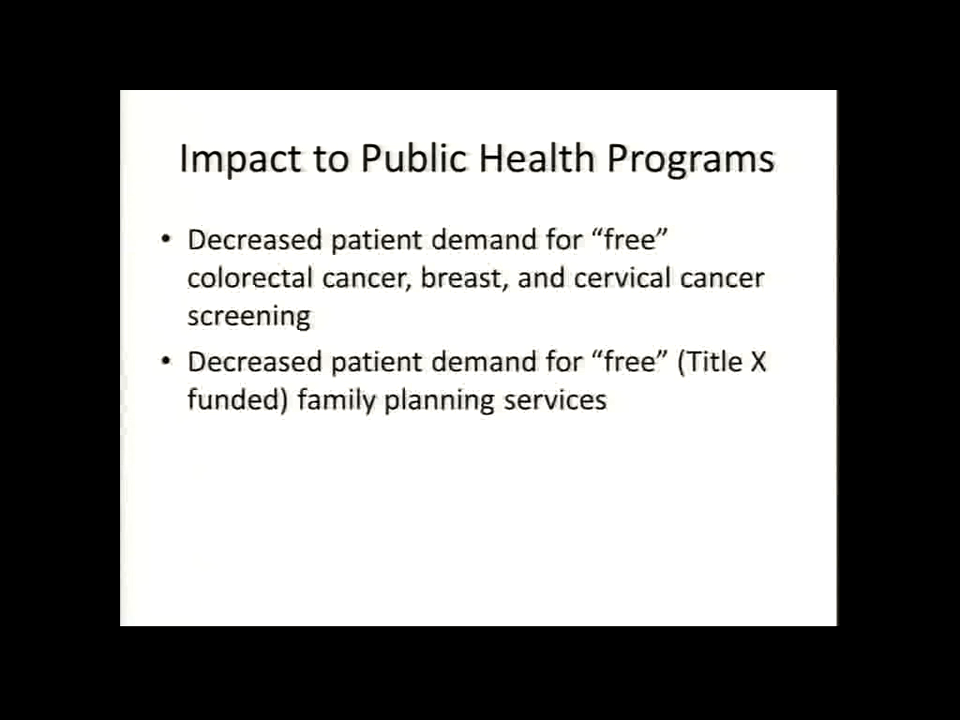 Impact to Public Health Programs
• Decreased patient demand for “free”
colorectal cancer, breast, and cervical cancer
screening
• Decreased patient demand for “free” (Title X
funded) family planning services